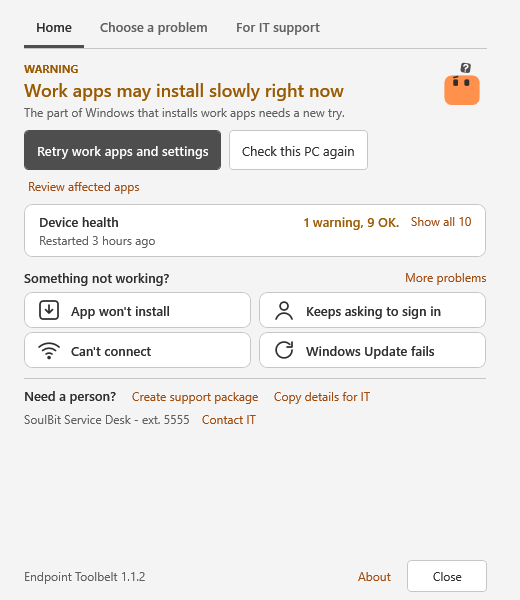 Home Choose a problem For IT support
WARNING
Work apps may install slowly right now
The part of Windows that installs work apps needs a new try.
Retry work apps and settings Check this PC again
Review affected apps
Device health 1 warning, 9 OK. Show all 10
Restarted 3 hours ago
Something not working? More problems
App won't install Keeps asking to sign in
Can't connect Windows Update fails
Need a person? Create support package Copy details for IT
SoulBit Service Desk - ext. 5555 Contact IT
Endpoint Toolbelt 1.1.2 About Close